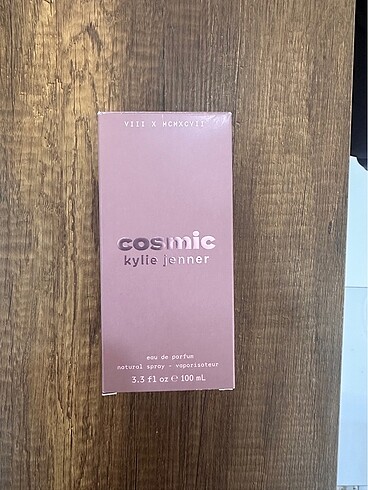 VIII X MCMXCVII
cosmic
kylie jenner
eau de parfum
natural spray - vaporisateur
3.3 fl oz ℮ 100 mL